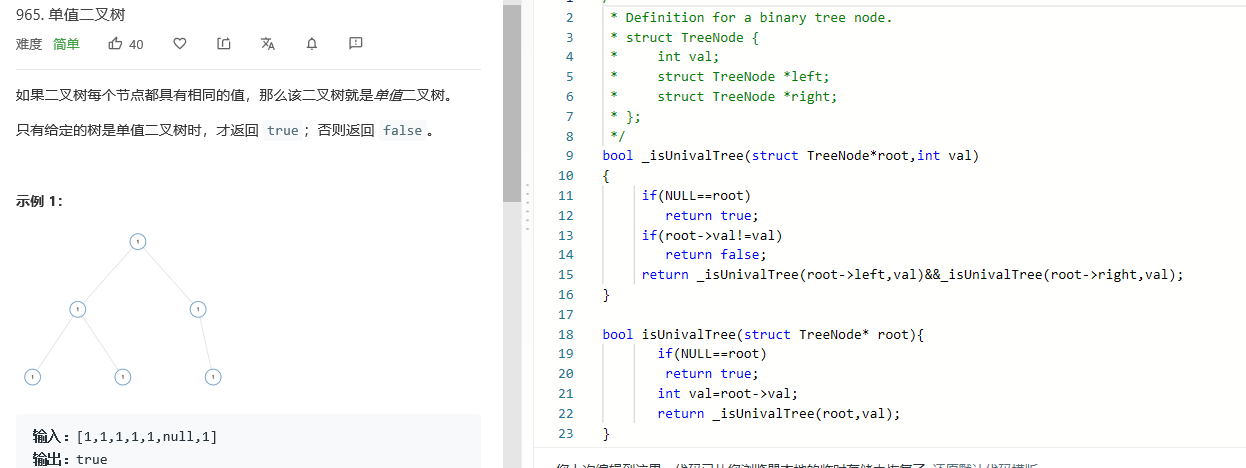 965. 单值二叉树
难度 简单 40
如果二叉树每个节点都具有相同的值，那么该二叉树就是单值二叉树。
只有给定的树是单值二叉树时，才返回 true；否则返回 false。
示例 1：
1
1 1
1 1 1
输入：[1,1,1,1,1,null,1]
输出：true
2 * Definition for a binary tree node.
3 * struct TreeNode {
4 *     int val;
5 *     struct TreeNode *left;
6 *     struct TreeNode *right;
7 * };
8 */
9 bool _isUnivalTree(struct TreeNode*root,int val)
10 {
11     if(NULL==root)
12        return true;
13     if(root->val!=val)
14        return false;
15     return _isUnivalTree(root->left,val)&&_isUnivalTree(root->right,val);
16 }
17
18 bool isUnivalTree(struct TreeNode* root){
19       if(NULL==root)
20        return true;
21       int val=root->val;
22       return _isUnivalTree(root,val);
23 }